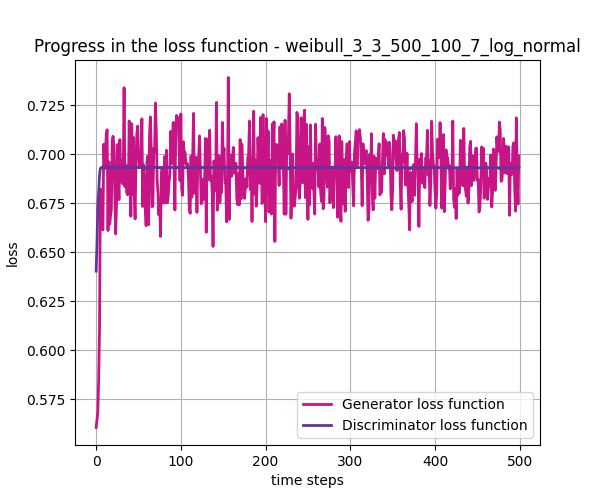 Progress in the loss function - weibull_3_3_500_100_7_log_normal
0.725
0.700
0.675
0.650
0.625
0.600
0.575
loss
Generator loss function
Discriminator loss function
0 100 200 300 400 500
time steps